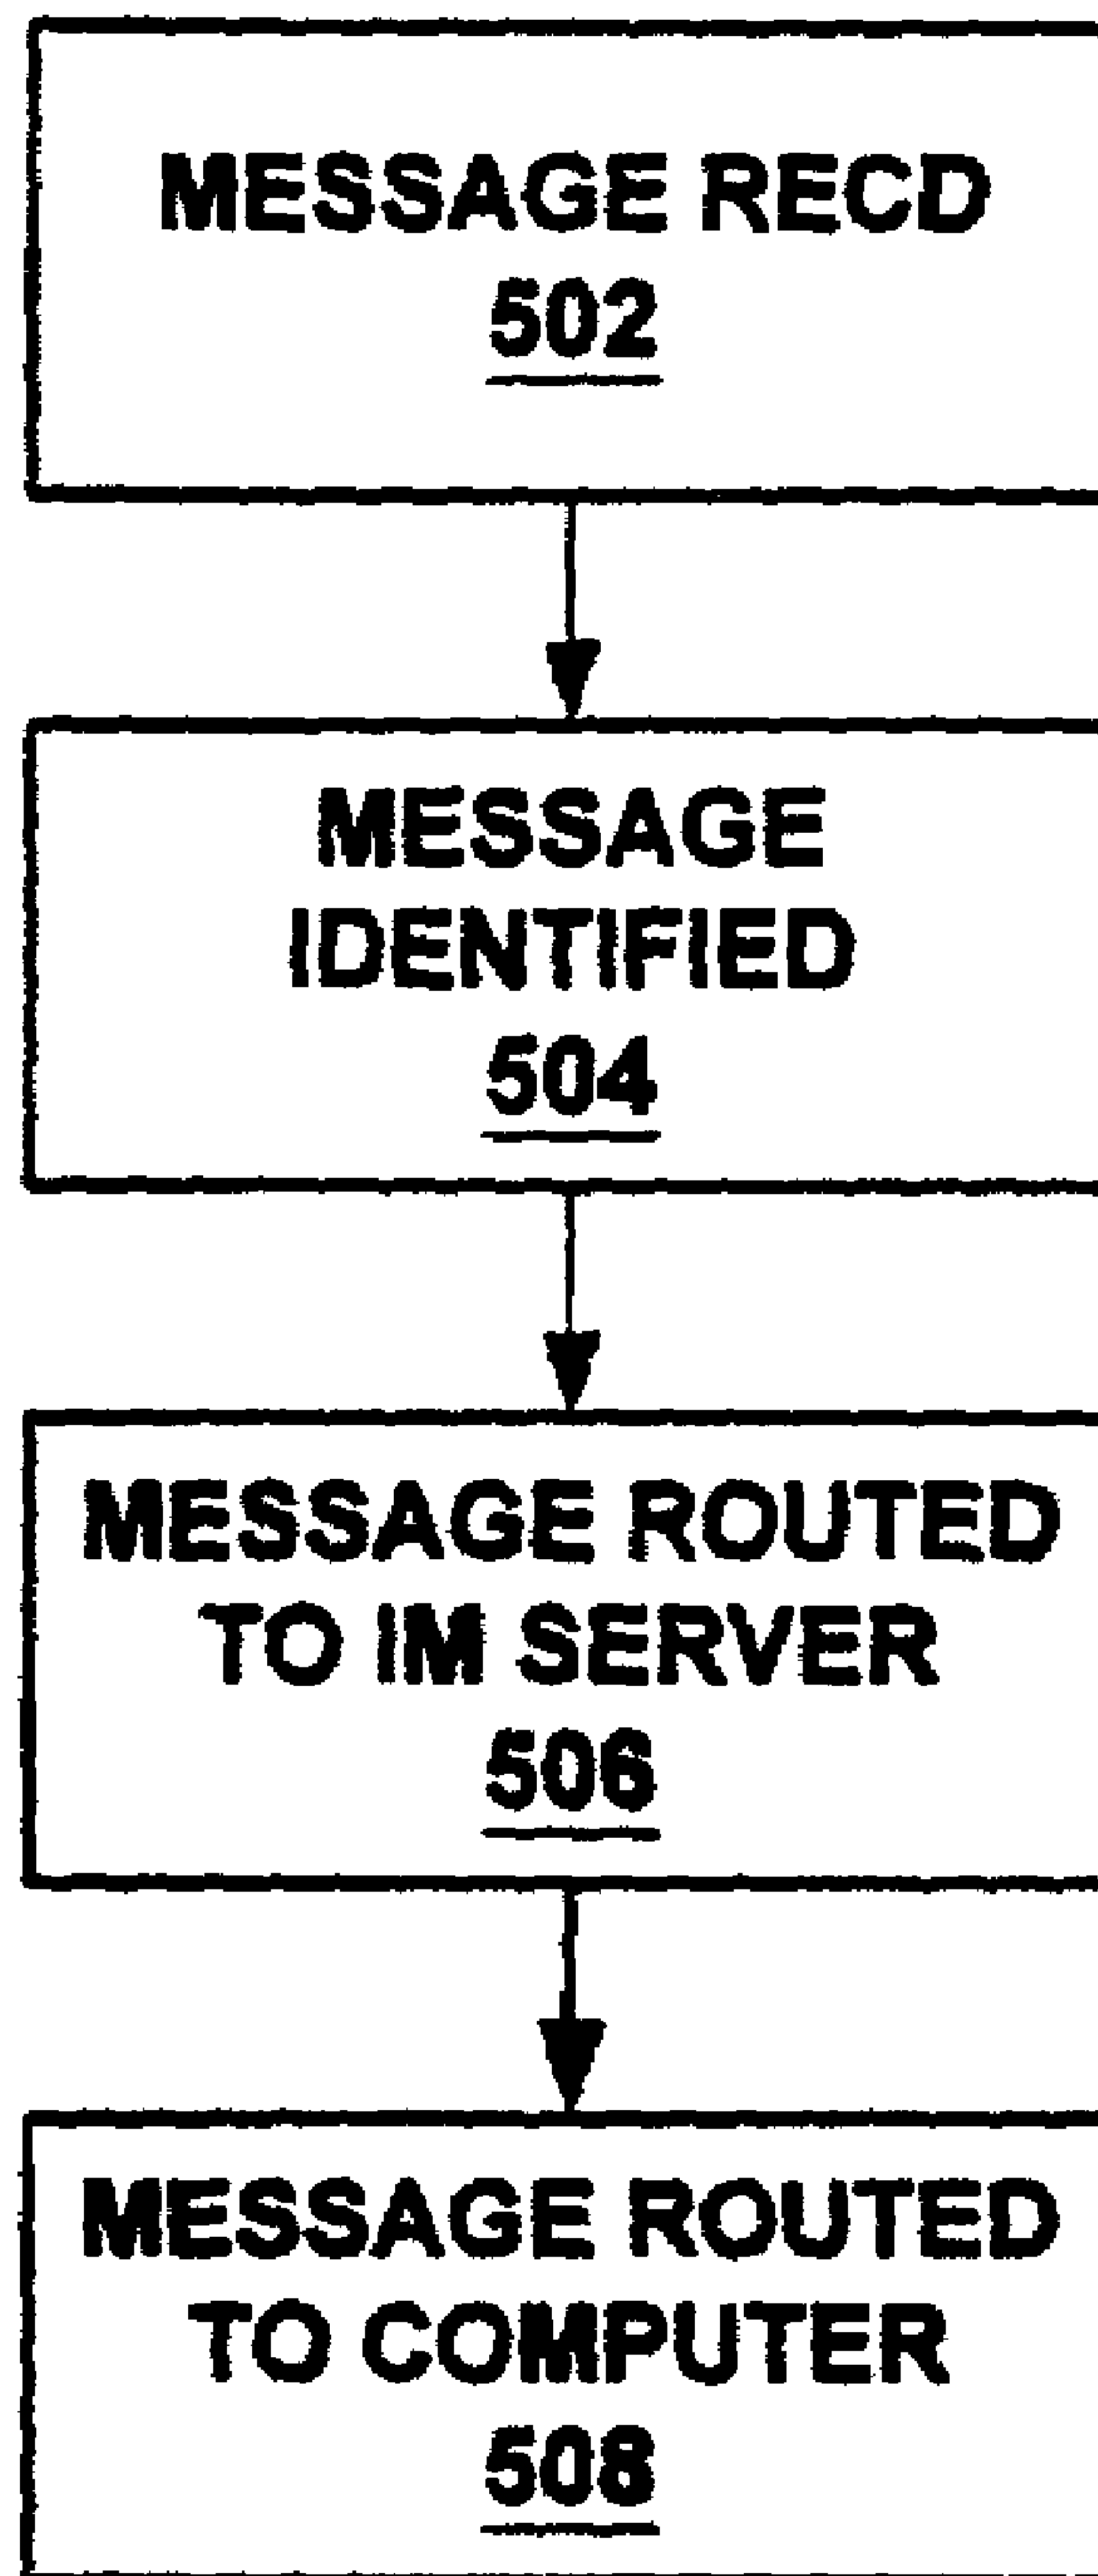 MESSAGE RECD
502
MESSAGE
IDENTIFIED
504
MESSAGE ROUTED
TO IM SERVER
506
MESSAGE ROUTED
TO COMPUTER
508